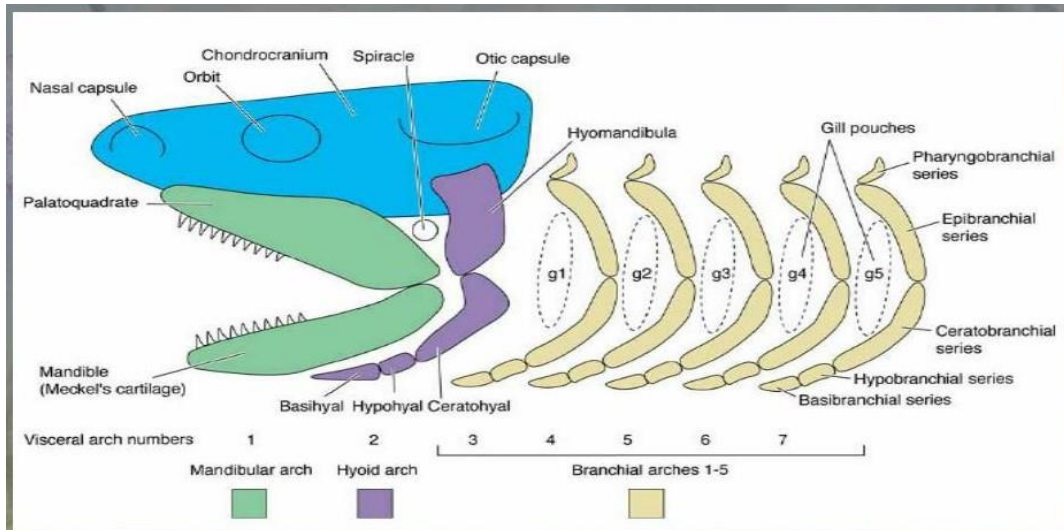 Chondrocranium
Spiracle
Otic capsule
Orbit
Nasal capsule
Hyomandibula
Gill pouches
Pharyngobranchial
series
Palatoquadrate
Epibranchial
series
g1 g2 g3 g4 g5
Ceratobranchial
series
Mandible
(Meckel's cartilage)
Hypobranchial series
Basihyal Hypohyal Ceratohyal
Basibranchial series
Visceral arch numbers 1 2 3 4 5 6 7
Mandibular arch Hyoid arch Branchial arches 1-5